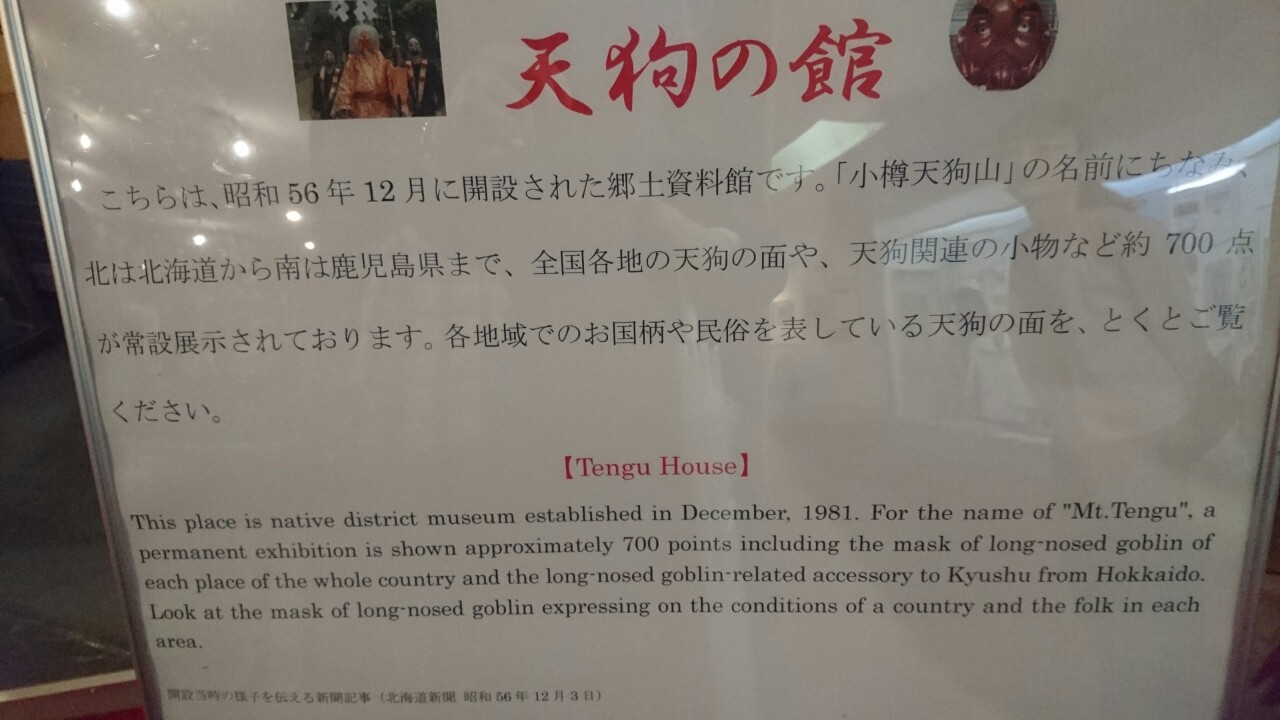 天狗の館
こちらは、昭和 56 年 12 月に開設された郷土資料館です。「小樽天狗山」の名前にちなみ、
北は北海道から南は鹿児島県まで、全国各地の天狗の面や、天狗関連の小物など約 700 点
が常設展示されております。各地域でのお国柄や民俗を表している天狗の面を、とくとご覧
ください。
【Tengu House】
This place is native district museum established in December, 1981. For the name of "Mt.Tengu", a
permanent exhibition is shown approximately 700 points including the mask of long-nosed goblin of
each place of the whole country and the long-nosed goblin-related accessory to Kyushu from Hokkaido.
Look at the mask of long-nosed goblin expressing on the conditions of a country and the folk in each
area.
開設当時の様子を伝える新聞記事（北海道新聞 昭和 56 年 12 月 3 日）